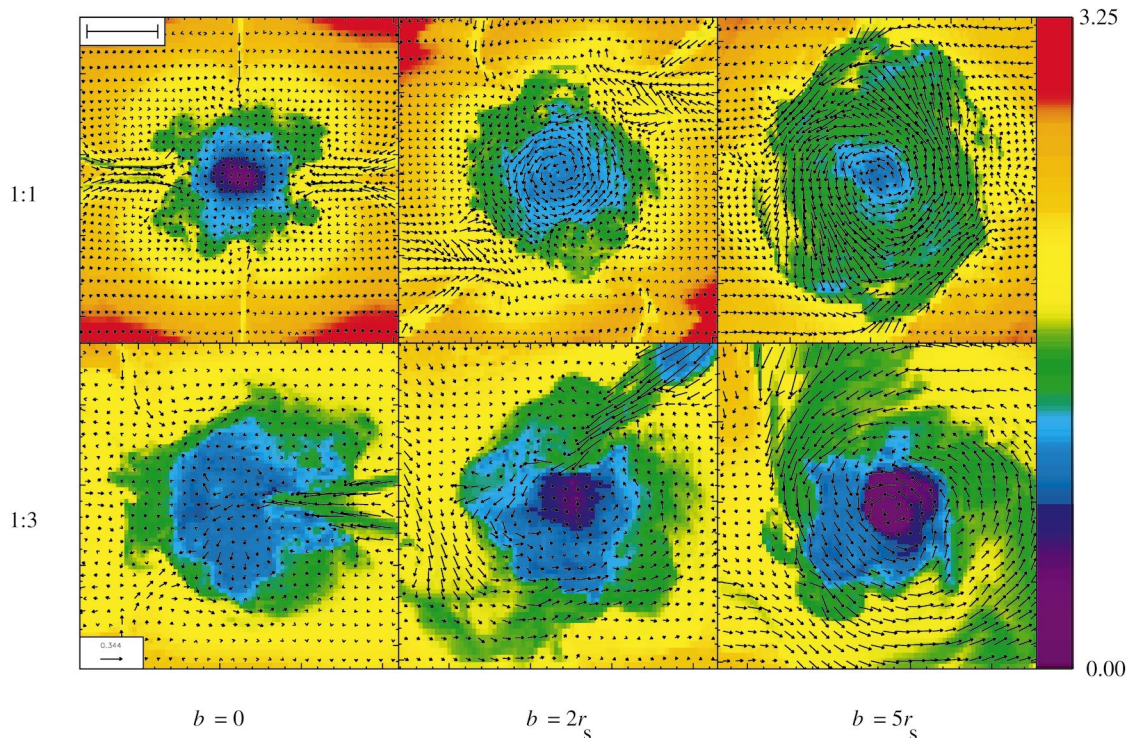 3.25
1:1
1:3
0.344
0.00
b = 0
b = 2r_s
b = 5r_s